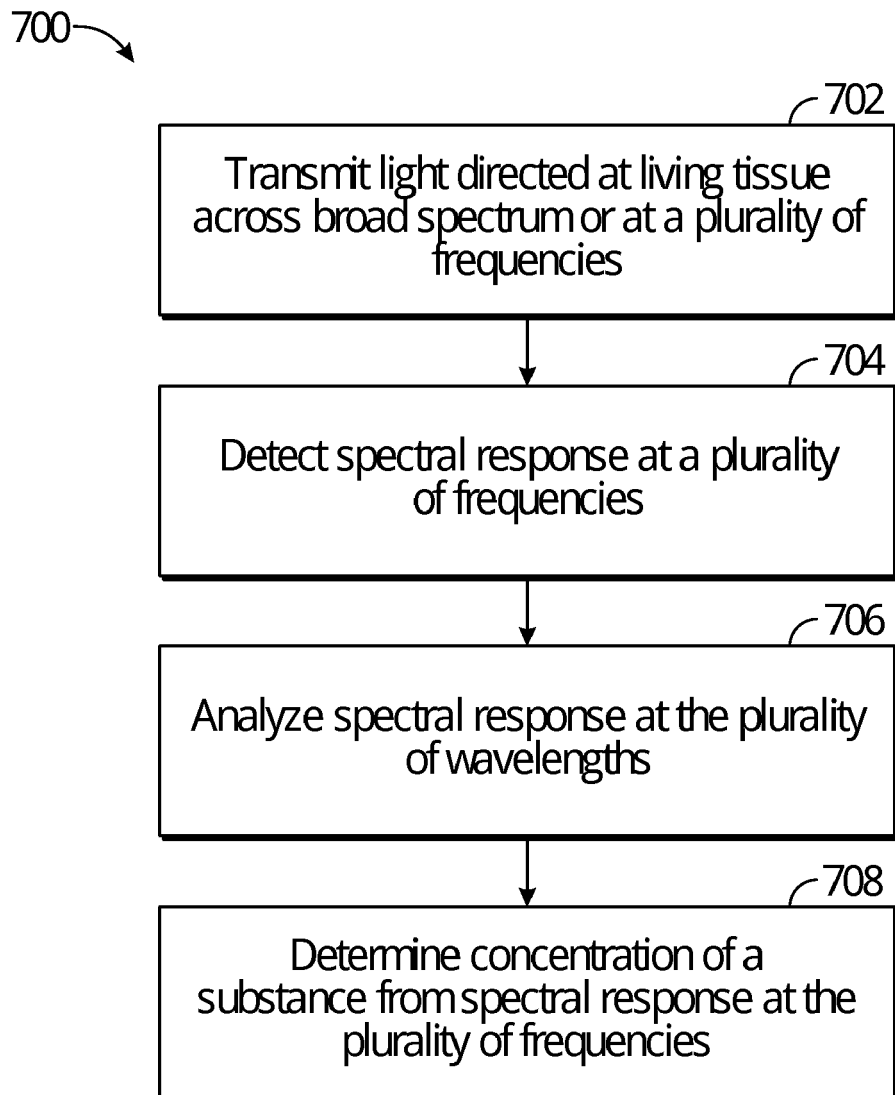 700
702
Transmit light directed at living tissue
across broad spectrum or at a plurality of
frequencies
704
Detect spectral response at a plurality
of frequencies
706
Analyze spectral response at the plurality
of wavelengths
708
Determine concentration of a
substance from spectral response at the
plurality of frequencies